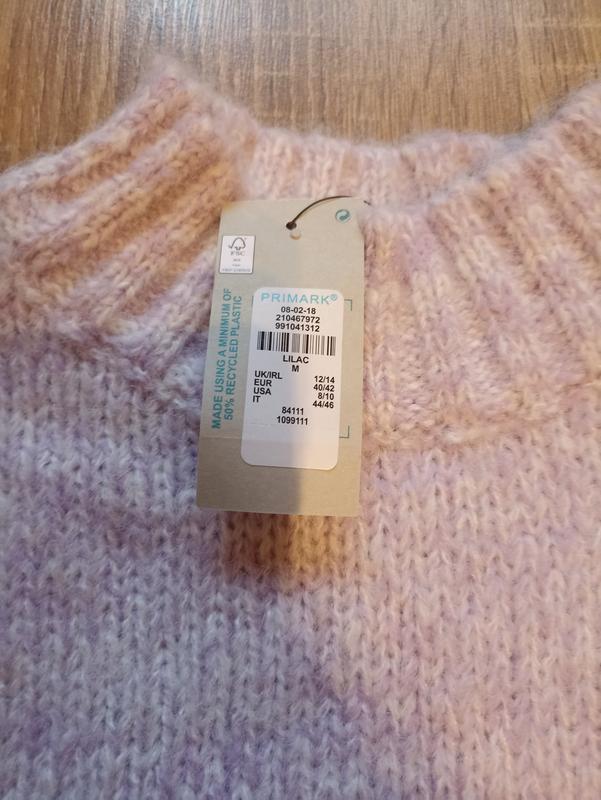 FSC
MADE USING A MINIMUM OF
50% RECYCLED PLASTIC
PRIMARK®
08-02-18
210467972
991041312
LILAC
M
UK/IRL 12/14
EUR 40/42
USA 8/10
IT 44/46
84111
1099111